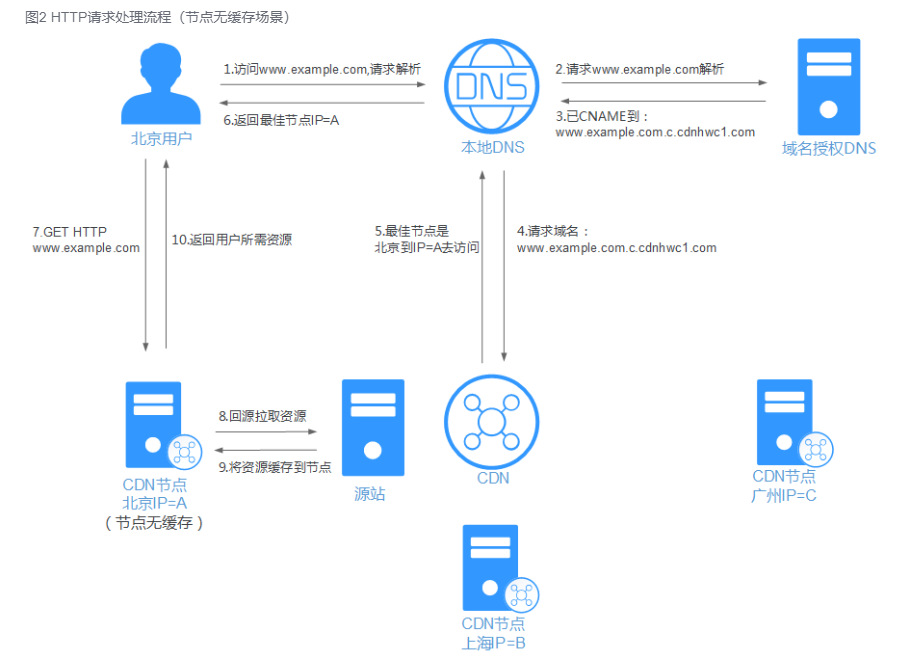 图2 HTTP请求处理流程（节点无缓存场景）
1.访问www.example.com,请求解析
6.返回最佳节点IP=A
DNS
2.请求www.example.com解析
3.已CNAME到：
www.example.com.c.cdnhwc1.com
北京用户
本地DNS
域名授权DNS
7.GET HTTP
www.example.com
10.返回用户所需资源
5.最佳节点是
北京到IP=A去访问
4.请求域名：
www.example.com.c.cdnhwc1.com
8.回源拉取资源
9.将资源缓存到节点
CDN节点
北京IP=A
（节点无缓存）
源站
CDN
CDN节点
广州IP=C
CDN节点
上海IP=B